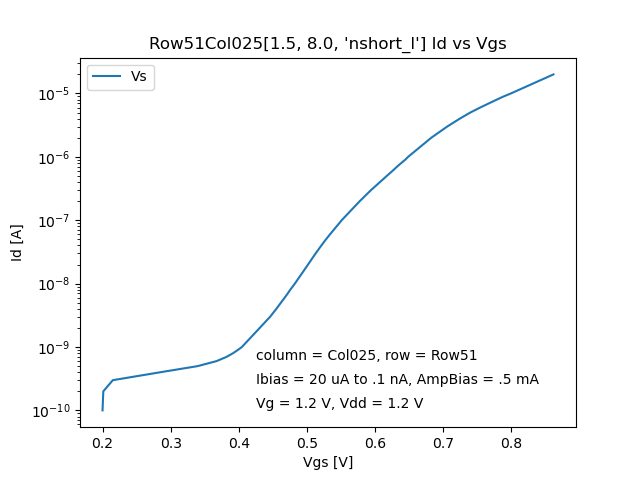 Row51Col025[1.5, 8.0, 'nshort_l'] Id vs Vgs
Vs
Id [A]
10⁻⁵
10⁻⁶
10⁻⁷
10⁻⁸
10⁻⁹
10⁻¹⁰
column = Col025, row = Row51
Ibias = 20 uA to .1 nA, AmpBias = .5 mA
Vg = 1.2 V, Vdd = 1.2 V
0.2 0.3 0.4 0.5 0.6 0.7 0.8
Vgs [V]